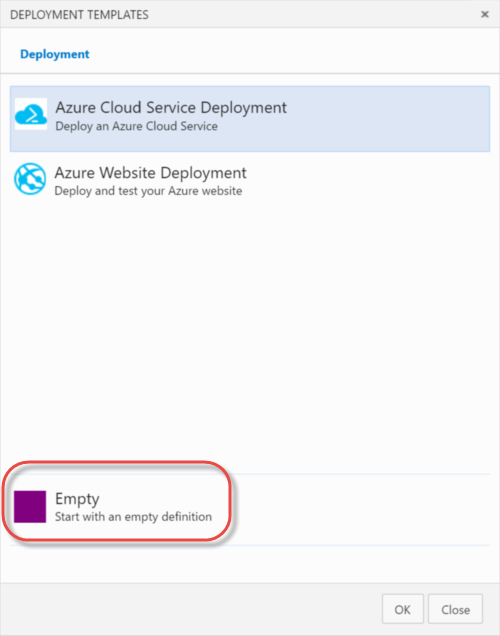 DEPLOYMENT TEMPLATES
Deployment
Azure Cloud Service Deployment
Deploy an Azure Cloud Service
Azure Website Deployment
Deploy and test your Azure website
Empty
Start with an empty definition
OK Close